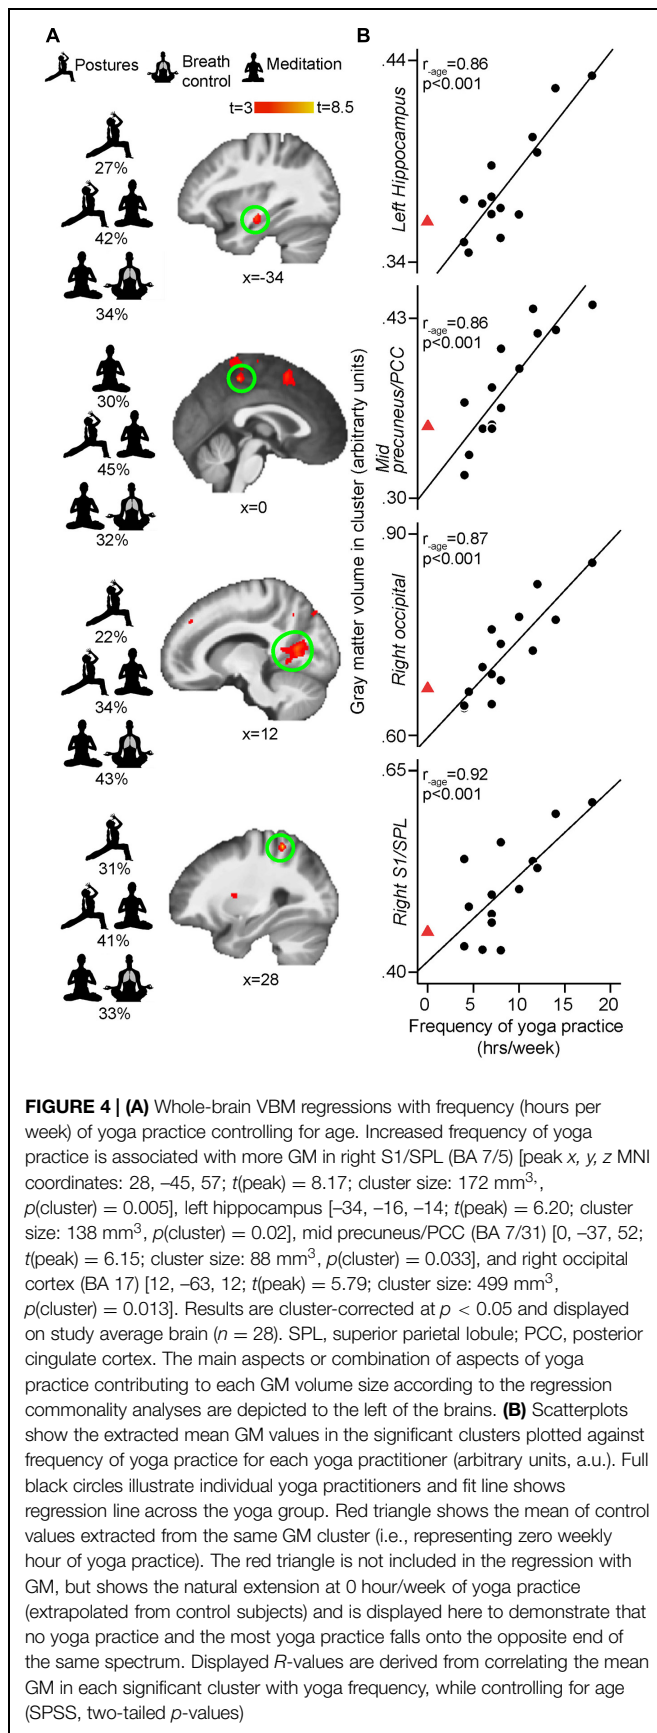 A
Postures
Breath control
Meditation
t=3
t=8.5
27%
42%
34%
x=-34
30%
45%
32%
x=0
22%
34%
43%
x=12
31%
41%
33%
x=28
B
Gray matter volume in cluster (arbitrarty units)
Left Hippocampus
.44
.34
r-age=0.86
p<0.001
Mid
precuneus/PCC
.43
.30
r-age=0.86
p<0.001
Right occipital
.90
.60
r-age=0.87
p<0.001
Right S1/SPL
.65
.40
r-age=0.92
p<0.001
0 5 10 15 20
Frequency of yoga practice
(hrs/week)
FIGURE 4 | (A) Whole-brain VBM regressions with frequency (hours per
week) of yoga practice controlling for age. Increased frequency of yoga
practice is associated with more GM in right S1/SPL (BA 7/5) [peak x, y, z MNI
coordinates: 28, –45, 57; t(peak) = 8.17; cluster size: 172 mm3,,
p(cluster) = 0.005], left hippocampus [–34, –16, –14; t(peak) = 6.20; cluster
size: 138 mm3, p(cluster) = 0.02], mid precuneus/PCC (BA 7/31) [0, –37, 52;
t(peak) = 6.15; cluster size: 88 mm3, p(cluster) = 0.033], and right occipital
cortex (BA 17) [12, –63, 12; t(peak) = 5.79; cluster size: 499 mm3,
p(cluster) = 0.013]. Results are cluster-corrected at p < 0.05 and displayed
on study average brain (n = 28). SPL, superior parietal lobule; PCC, posterior
cingulate cortex. The main aspects or combination of aspects of yoga
practice contributing to each GM volume size according to the regression
commonality analyses are depicted to the left of the brains. (B) Scatterplots
show the extracted mean GM values in the significant clusters plotted against
frequency of yoga practice for each yoga practitioner (arbitrary units, a.u.). Full
black circles illustrate individual yoga practitioners and fit line shows
regression line across the yoga group. Red triangle shows the mean of control
values extracted from the same GM cluster (i.e., representing zero weekly
hour of yoga practice). The red triangle is not included in the regression with
GM, but shows the natural extension at 0 hour/week of yoga practice
(extrapolated from control subjects) and is displayed here to demonstrate that
no yoga practice and the most yoga practice falls onto the opposite end of
the same spectrum. Displayed R-values are derived from correlating the mean
GM in each significant cluster with yoga frequency, while controlling for age
(SPSS, two-tailed p-values)